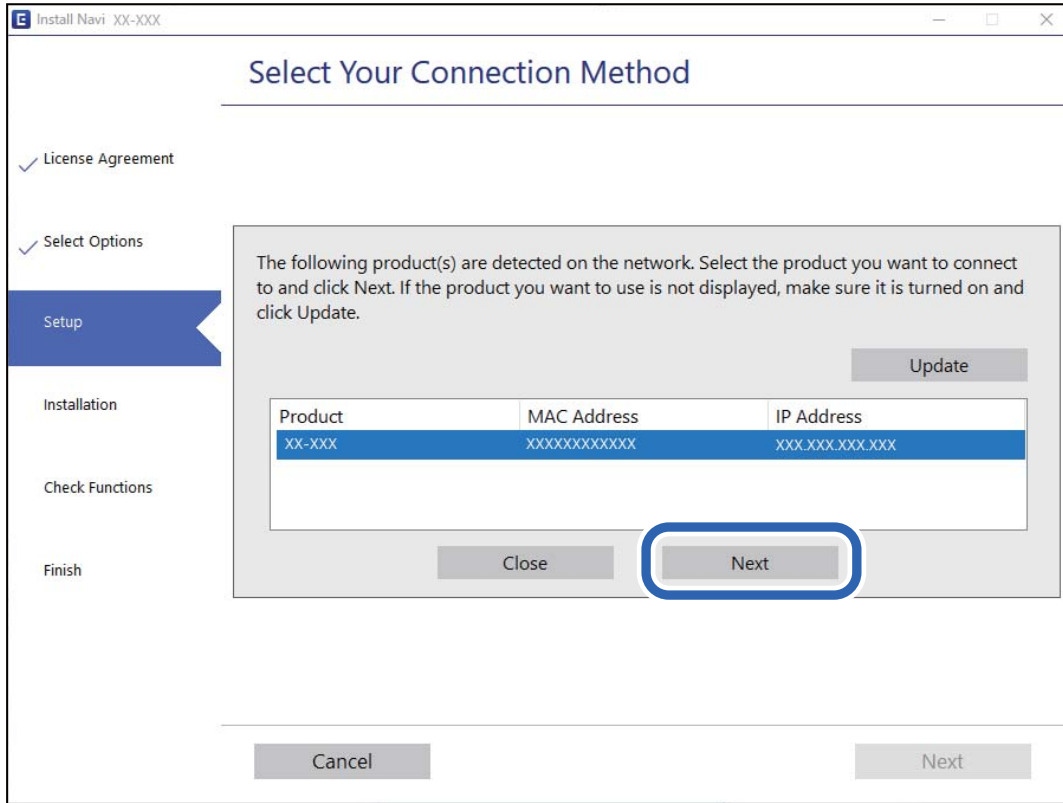 E Install Navi XX-XXX
Select Your Connection Method
License Agreement
Select Options
Setup
Installation
Check Functions
Finish
The following product(s) are detected on the network. Select the product you want to connect
to and click Next. If the product you want to use is not displayed, make sure it is turned on and
click Update.
Update
Product MAC Address IP Address
XX-XXX XXXXXXXXXXXX XXX.XXX.XXX.XXX
Close Next
Cancel Next